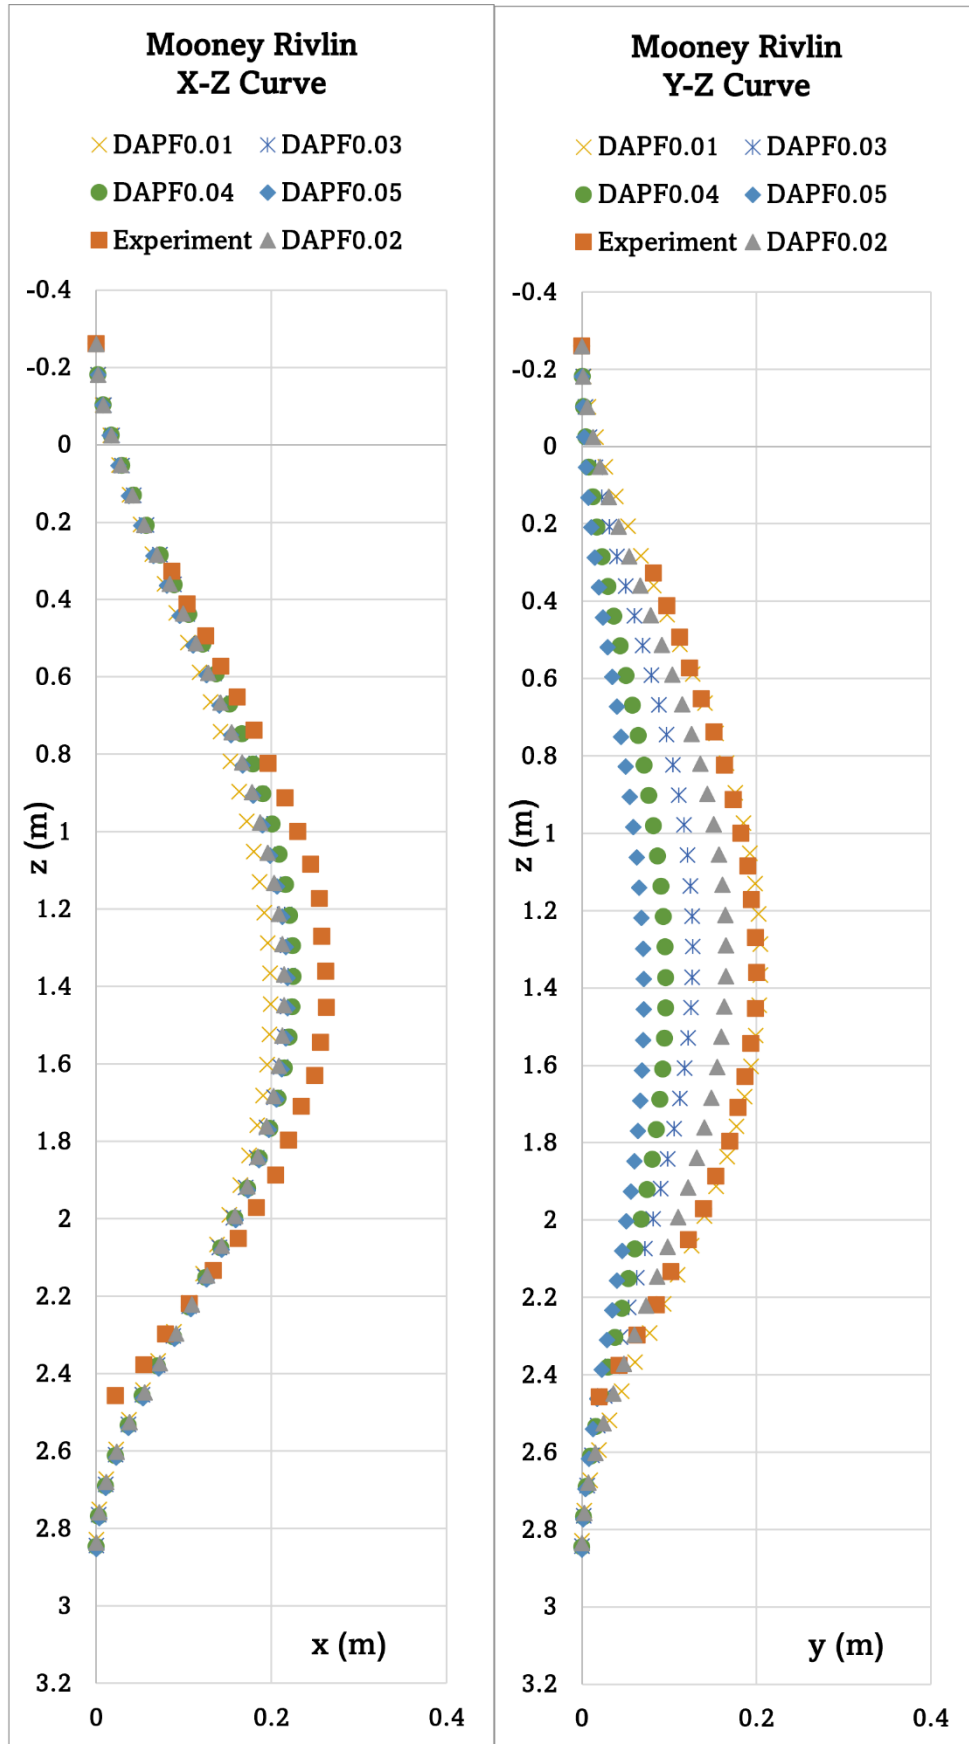 Mooney Rivlin
X-Z Curve
DAPF0.01 DAPF0.03
DAPF0.04 DAPF0.05
Experiment DAPF0.02
-0.4
-0.2
0
0.2
0.4
0.6
0.8
1
1.2
1.4
1.6
1.8
2
2.2
2.4
2.6
2.8
3
3.2
z (m)
x (m)
0 0.2 0.4
Mooney Rivlin
Y-Z Curve
DAPF0.01 DAPF0.03
DAPF0.04 DAPF0.05
Experiment DAPF0.02
-0.4
-0.2
0
0.2
0.4
0.6
0.8
1
1.2
1.4
1.6
1.8
2
2.2
2.4
2.6
2.8
3
3.2
z (m)
y (m)
0 0.2 0.4